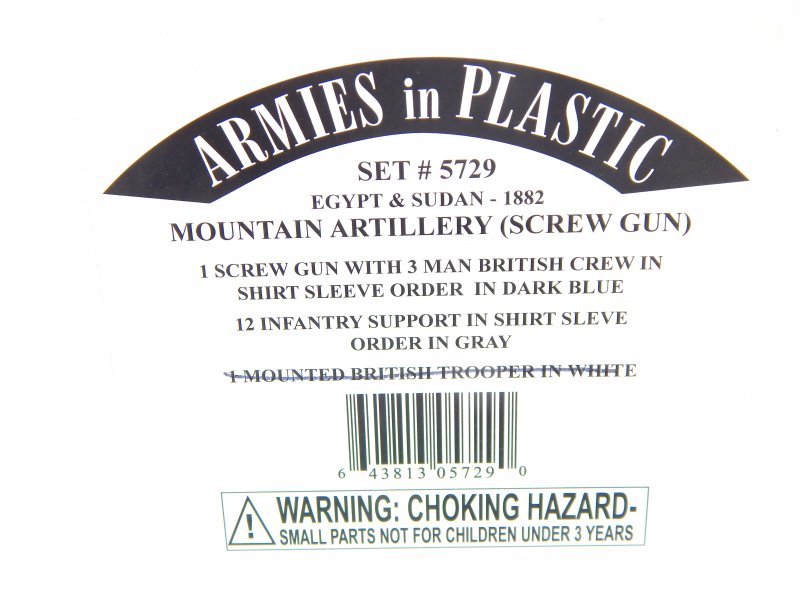 ARMIES in PLASTIC
SET # 5729
EGYPT & SUDAN - 1882
MOUNTAIN ARTILLERY (SCREW GUN)
1 SCREW GUN WITH 3 MAN BRITISH CREW IN
SHIRT SLEEVE ORDER IN DARK BLUE
12 INFANTRY SUPPORT IN SHIRT SLEVE
ORDER IN GRAY
1 MOUNTED BRITISH TROOPER IN WHITE
6 43813 05729 0
WARNING: CHOKING HAZARD-
SMALL PARTS NOT FOR CHILDREN UNDER 3 YEARS